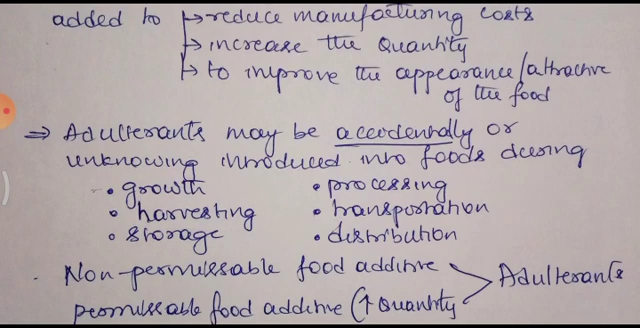 added to → reduce manufacturing costs
→ increase the Quantity
→ to improve the appearance/attractive
of the food
⇒ Adulterants may be accidentally or
unknowing introduced into foods during
• growth • processing
• harvesting • transportation
• storage • distribution
Non-permissable food additive
Adulterants
permissable food additive (↑ Quantity